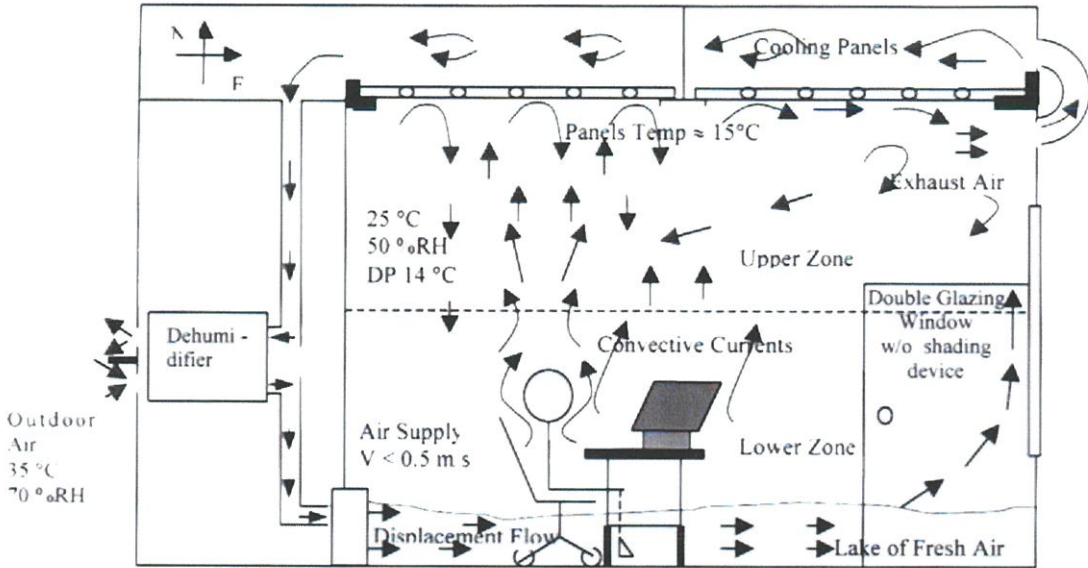 N
E
Cooling Panels
Panels Temp ≈ 15°C
Exhaust Air
25 °C
50 %RH
DP 14 °C
Upper Zone
Double Glazing
Window
w/o shading
device
Dehumi -
difier
Convective Currents
Outdoor
Air
35 °C
70 %RH
Air Supply
V < 0.5 m s
Lower Zone
Displacement Flow
Lake of Fresh Air